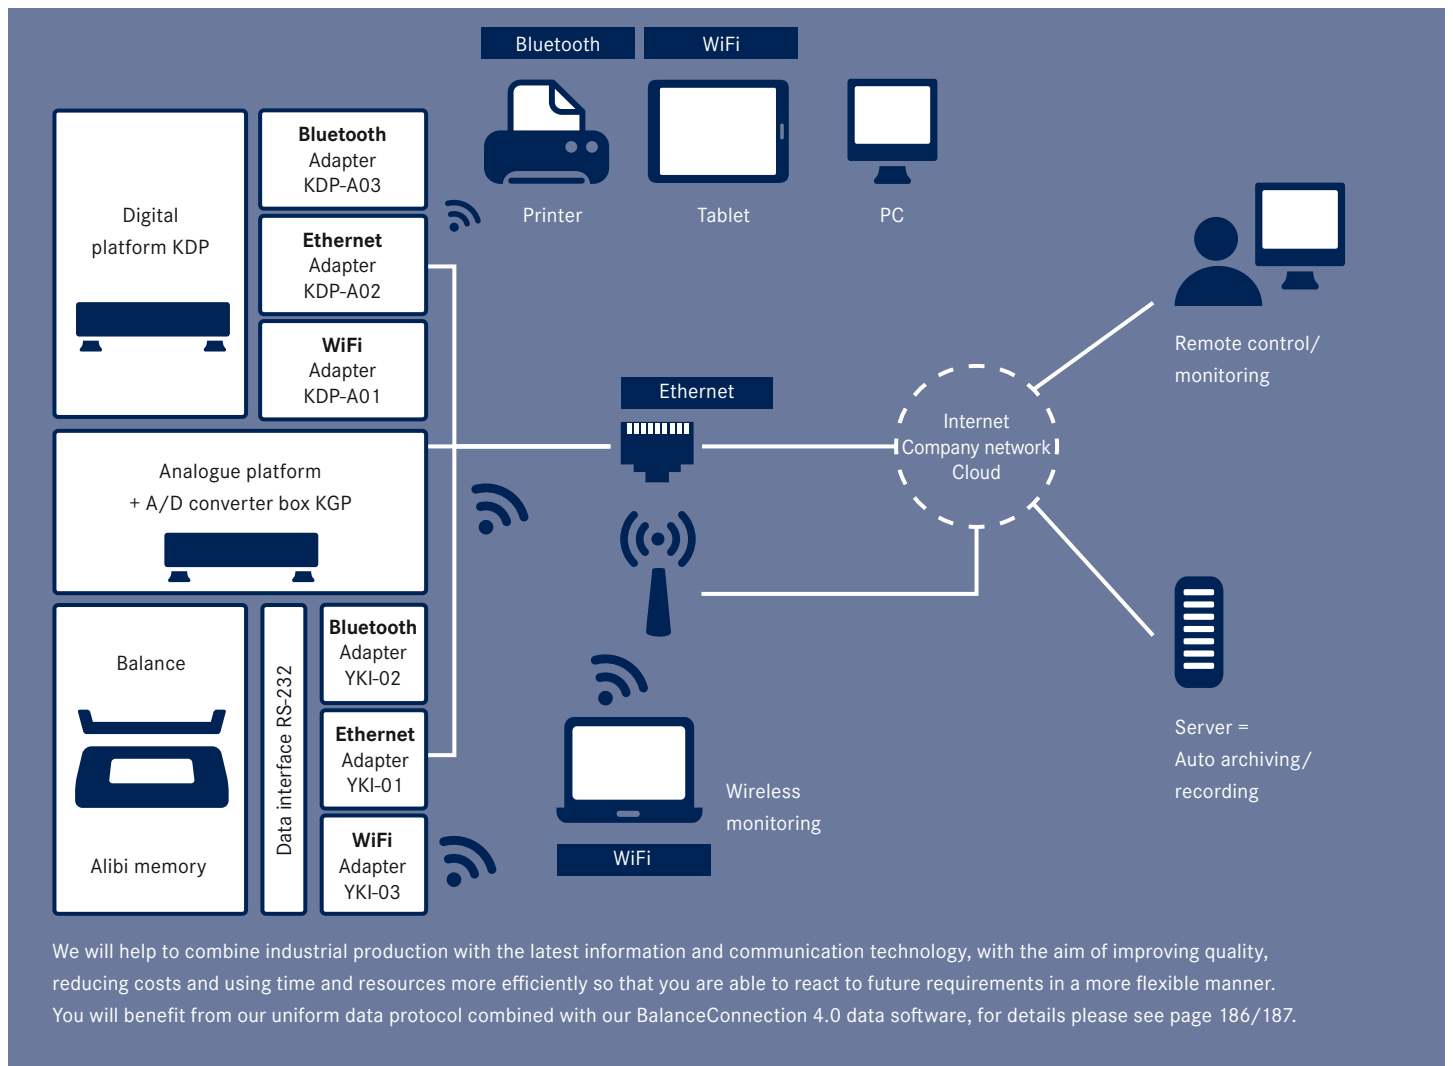 Bluetooth
WiFi
Printer
Tablet
PC
Digital
platform KDP
Bluetooth
Adapter
KDP-A03
Ethernet
Adapter
KDP-A02
WiFi
Adapter
KDP-A01
Analogue platform
+ A/D converter box KGP
Balance
Alibi memory
Data interface RS-232
Bluetooth
Adapter
YKI-02
Ethernet
Adapter
YKI-01
WiFi
Adapter
YKI-03
Ethernet
Wireless
monitoring
WiFi
Internet
Company network
Cloud
Remote control/
monitoring
Server =
Auto archiving/
recording
We will help to combine industrial production with the latest information and communication technology, with the aim of improving quality,
reducing costs and using time and resources more efficiently so that you are able to react to future requirements in a more flexible manner.
You will benefit from our uniform data protocol combined with our BalanceConnection 4.0 data software, for details please see page 186/187.